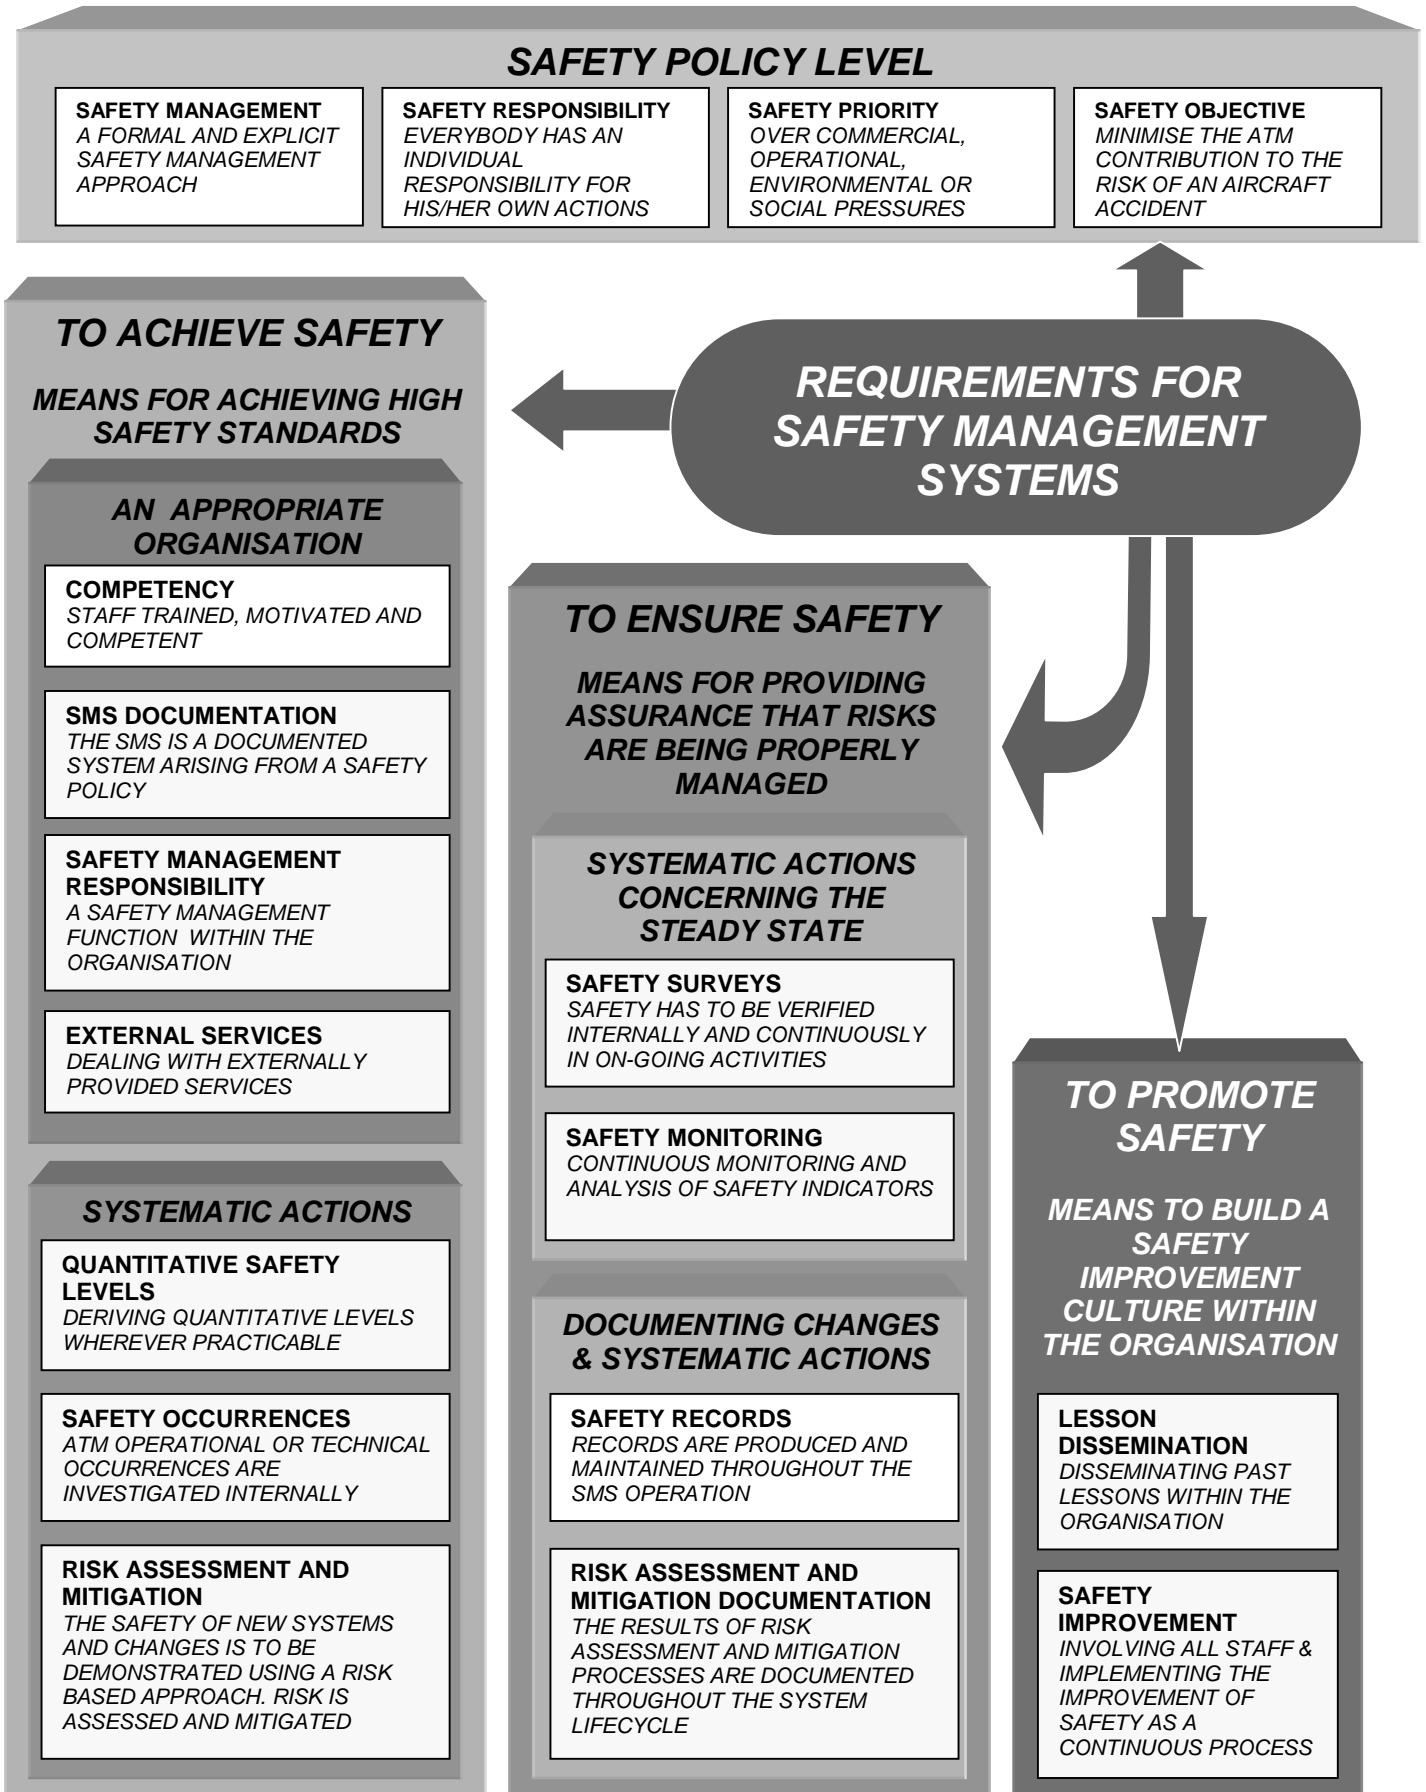 SAFETY POLICY LEVEL
SAFETY MANAGEMENT
A FORMAL AND EXPLICIT
SAFETY MANAGEMENT
APPROACH
SAFETY RESPONSIBILITY
EVERYBODY HAS AN
INDIVIDUAL
RESPONSIBILITY FOR
HIS/HER OWN ACTIONS
SAFETY PRIORITY
OVER COMMERCIAL,
OPERATIONAL,
ENVIRONMENTAL OR
SOCIAL PRESSURES
SAFETY OBJECTIVE
MINIMISE THE ATM
CONTRIBUTION TO THE
RISK OF AN AIRCRAFT
ACCIDENT
REQUIREMENTS FOR
SAFETY MANAGEMENT
SYSTEMS
TO ACHIEVE SAFETY
MEANS FOR ACHIEVING HIGH
SAFETY STANDARDS
AN APPROPRIATE
ORGANISATION
COMPETENCY
STAFF TRAINED, MOTIVATED AND
COMPETENT
SMS DOCUMENTATION
THE SMS IS A DOCUMENTED
SYSTEM ARISING FROM A SAFETY
POLICY
SAFETY MANAGEMENT
RESPONSIBILITY
A SAFETY MANAGEMENT
FUNCTION WITHIN THE
ORGANISATION
EXTERNAL SERVICES
DEALING WITH EXTERNALLY
PROVIDED SERVICES
SYSTEMATIC ACTIONS
QUANTITATIVE SAFETY
LEVELS
DERIVING QUANTITATIVE LEVELS
WHEREVER PRACTICABLE
SAFETY OCCURRENCES
ATM OPERATIONAL OR TECHNICAL
OCCURRENCES ARE
INVESTIGATED INTERNALLY
RISK ASSESSMENT AND
MITIGATION
THE SAFETY OF NEW SYSTEMS
AND CHANGES IS TO BE
DEMONSTRATED USING A RISK
BASED APPROACH. RISK IS
ASSESSED AND MITIGATED
TO ENSURE SAFETY
MEANS FOR PROVIDING
ASSURANCE THAT RISKS
ARE BEING PROPERLY
MANAGED
SYSTEMATIC ACTIONS
CONCERNING THE
STEADY STATE
SAFETY SURVEYS
SAFETY HAS TO BE VERIFIED
INTERNALLY AND CONTINUOUSLY
IN ON-GOING ACTIVITIES
SAFETY MONITORING
CONTINUOUS MONITORING AND
ANALYSIS OF SAFETY INDICATORS
DOCUMENTING CHANGES
& SYSTEMATIC ACTIONS
SAFETY RECORDS
RECORDS ARE PRODUCED AND
MAINTAINED THROUGHOUT THE
SMS OPERATION
RISK ASSESSMENT AND
MITIGATION DOCUMENTATION
THE RESULTS OF RISK
ASSESSMENT AND MITIGATION
PROCESSES ARE DOCUMENTED
THROUGHOUT THE SYSTEM
LIFECYCLE
TO PROMOTE
SAFETY
MEANS TO BUILD A
SAFETY
IMPROVEMENT
CULTURE WITHIN
THE ORGANISATION
LESSON
DISSEMINATION
DISSEMINATING PAST
LESSONS WITHIN THE
ORGANISATION
SAFETY
IMPROVEMENT
INVOLVING ALL STAFF &
IMPLEMENTING THE
IMPROVEMENT OF
SAFETY AS A
CONTINUOUS PROCESS